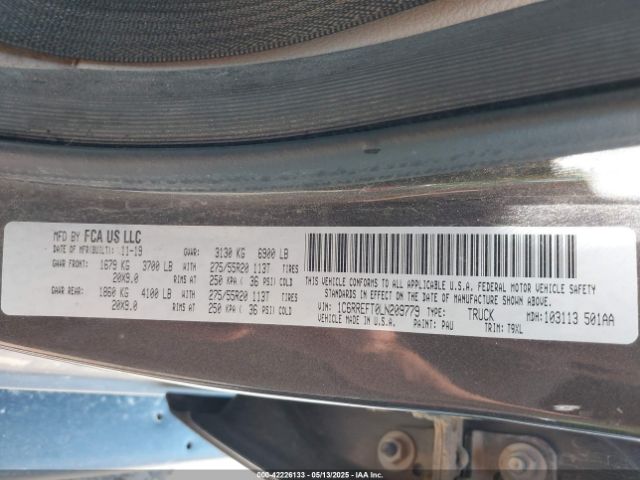 MFD BY FCA US LLC
DATE OF MFR(BUILT): 11-19 GVWR: 3130 KG 6900 LB
GAWR FRONT: 1679 KG 3700 LB WITH 275/55R20 113T TIRES
20X9.0 RIMS AT 250 KPA ( 36 PSI) COLD
GAWR REAR: 1860 KG 4100 LB WITH 275/55R20 113T TIRES
20X9.0 RIMS AT 250 KPA ( 36 PSI) COLD
THIS VEHICLE CONFORMS TO ALL APPLICABLE U.S.A. FEDERAL MOTOR VEHICLE SAFETY
STANDARDS IN EFFECT ON THE DATE OF MANUFACTURE SHOWN ABOVE.
VIN: 1C6RREFT0LN209779 TYPE: TRUCK MDH: 103113 501AA
VEHICLE MADE IN U.S.A. PAINT: PAU TRIM: T9XL
000-42226133 - 05/13/2025 - IAA Inc.